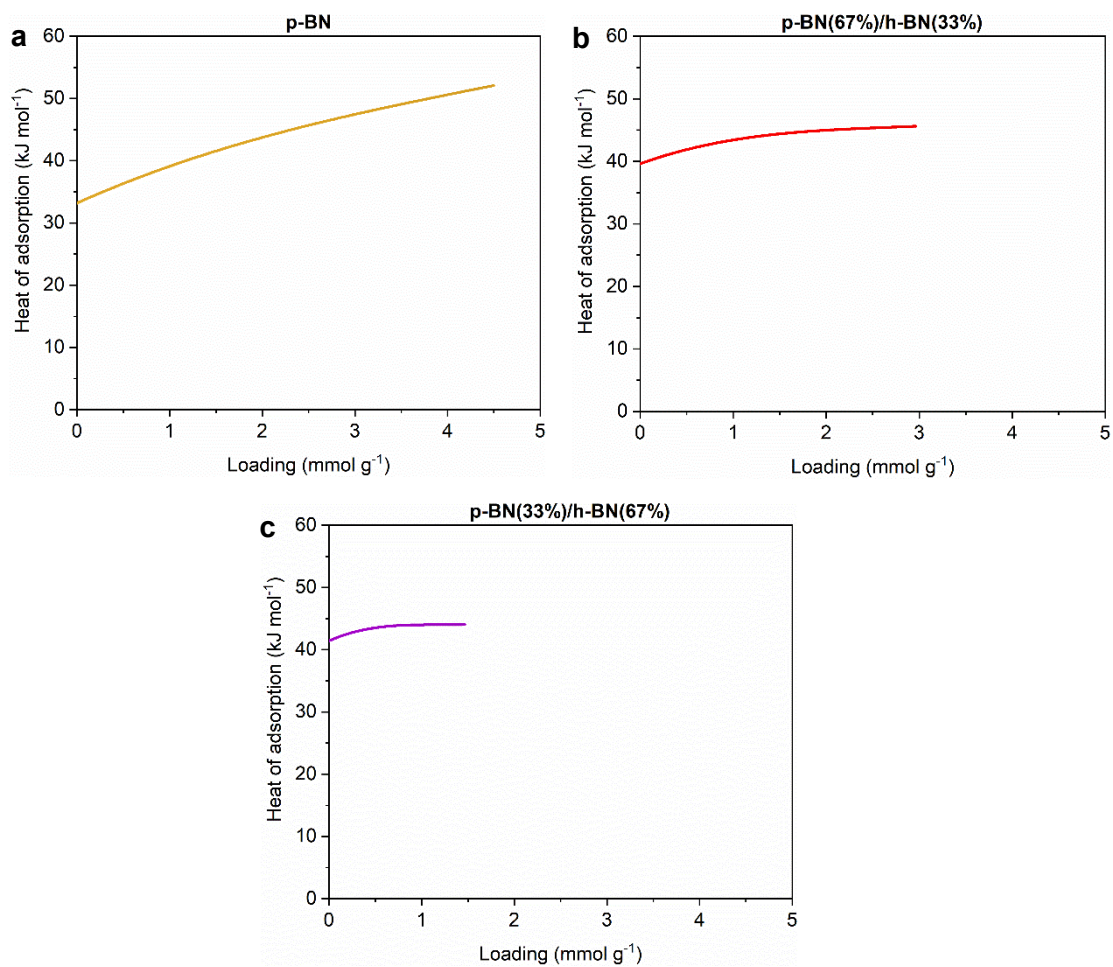 a
p-BN
60
50
40
30
20
10
0
0 1 2 3 4 5
Heat of adsorption (kJ mol⁻¹)
Loading (mmol g⁻¹)
b
p-BN(67%)/h-BN(33%)
60
50
40
30
20
10
0
0 1 2 3 4 5
Heat of adsorption (kJ mol⁻¹)
Loading (mmol g⁻¹)
c
p-BN(33%)/h-BN(67%)
60
50
40
30
20
10
0
0 1 2 3 4 5
Heat of adsorption (kJ mol⁻¹)
Loading (mmol g⁻¹)